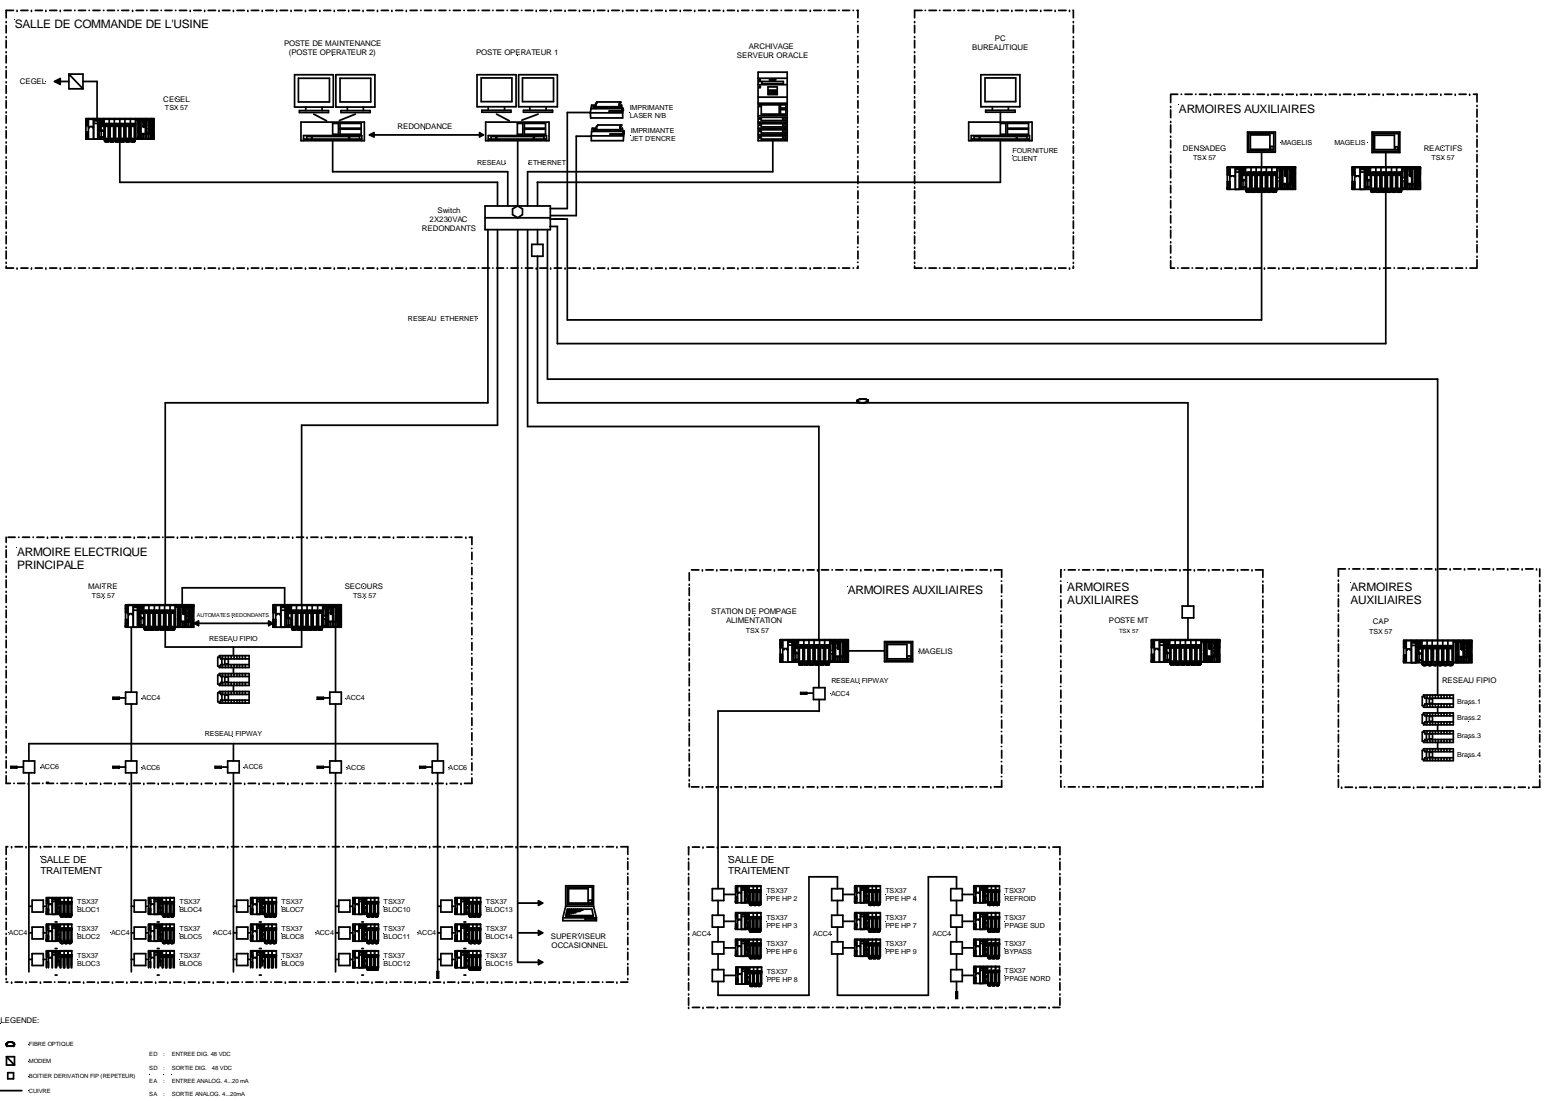 SALLE DE COMMANDE DE L'USINE
POSTE DE MAINTENANCE
(POSTE OPERATEUR 2)
POSTE OPERATEUR 1
ARCHIVAGE
SERVEUR ORACLE
PC
BUREAUTIQUE
CEGEL
CEGEL
TSX 57
REDONDANCE
IMPRIMANTE
LASER N/B
IMPRIMANTE
JET D'ENCRE
FOURNITURE
CLIENT
RESEAU ETHERNET
Switch
2X230VAC
REDONDANTS
ARMOIRES AUXILIAIRES
DENSADEG
TSX 57
MAGELIS
MAGELIS
REACTIFS
TSX 57
RESEAU ETHERNET
ARMOIRE ELECTRIQUE
PRINCIPALE
MAITRE
TSX 57
SECOURS
TSX 57
AUTOMATES REDONDANTS
RESEAU FIPIO
ACC4
ACC4
RESEAU FIPWAY
ACC6
ACC6
ACC6
ACC6
ACC6
ARMOIRES AUXILIAIRES
STATION DE POMPAGE
ALIMENTATION
TSX 57
MAGELIS
RESEAU FIPWAY
ACC4
ARMOIRES
AUXILIAIRES
POSTE MT
TSX 57
ARMOIRES
AUXILIAIRES
CAP
TSX 57
RESEAU FIPIO
Brass.1
Brass.2
Brass.3
Brass.4
SALLE DE
TRAITEMENT
TSX37
BLOC1
TSX37
BLOC4
TSX37
BLOC7
TSX37
BLOC10
TSX37
BLOC13
ACC4
TSX37
BLOC2
ACC4
TSX37
BLOC5
ACC4
TSX37
BLOC8
ACC4
TSX37
BLOC11
ACC4
TSX37
BLOC14
TSX37
BLOC3
TSX37
BLOC6
TSX37
BLOC9
TSX37
BLOC12
TSX37
BLOC15
SUPERVISEUR
OCCASIONNEL
SALLE DE
TRAITEMENT
TSX37
PPE HP 2
TSX37
PPE HP 4
TSX37
REFROID
TSX37
PPE HP 3
TSX37
PPE HP 7
TSX37
PPAGE SUD
ACC4
ACC4
ACC4
TSX37
PPE HP 6
TSX37
PPE HP 9
TSX37
BYPASS
TSX37
PPE HP 8
TSX37
PPAGE NORD
LEGENDE:
FIBRE OPTIQUE
MODEM
BOITIER DERIVATION FIP (REPETEUR)
CUIVRE
ED : ENTREE DIG. 48 VDC
SD : SORTIE DIG. 48 VDC
EA : ENTREE ANALOG. 4...20 mA
SA : SORTIE ANALOG. 4...20mA